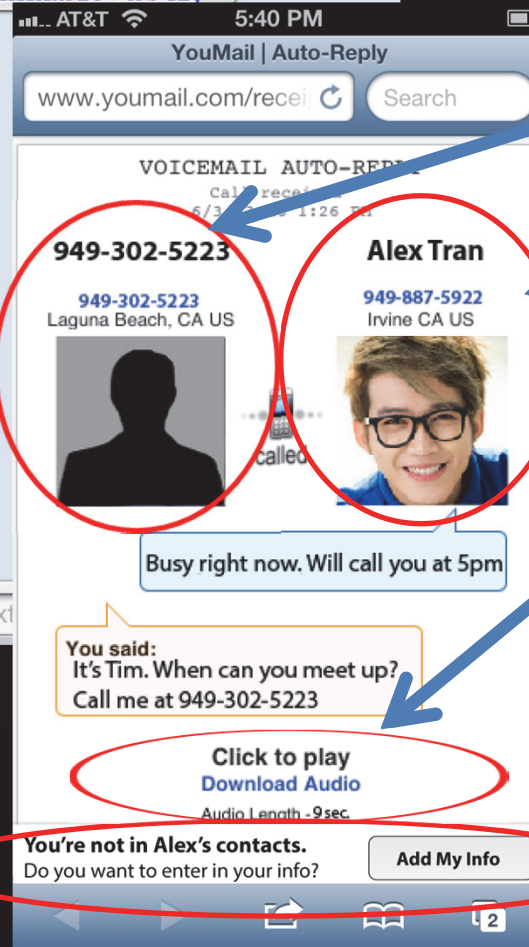 AT&T 5:40 PM
YouMail | Auto-Reply
www.youmail.com/recei Search
VOICEMAIL AUTO-REPLY
Call
1:26 PM
949-302-5223
Alex Tran
949-302-5223
Laguna Beach, CA US
949-887-5922
Irvine CA US
called
Busy right now. Will call you at 5pm
You said:
It's Tim. When can you meet up?
Call me at 949-302-5223
Click to play
Download Audio
Audio Length - 9 sec.
You're not in Alex's contacts.
Do you want to enter in your info?
Add My Info
2